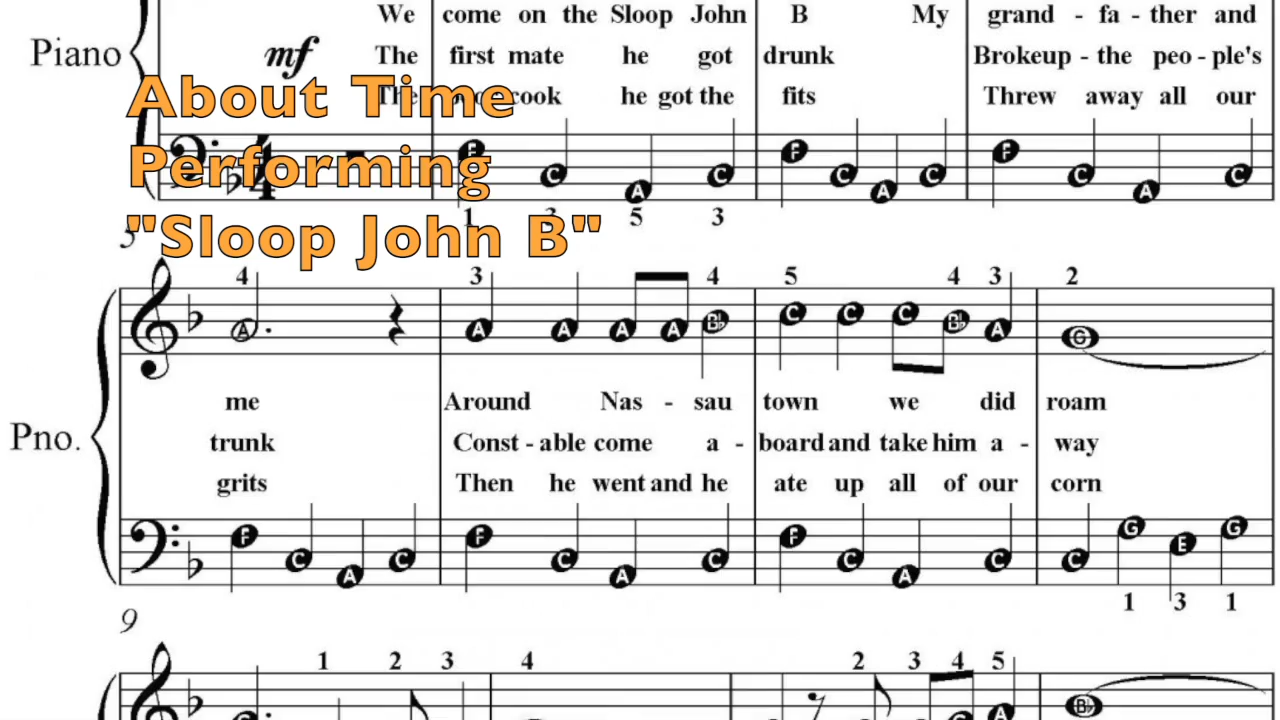 We come on the Sloop John B My grand - fa - ther and
Piano mf The first mate he got drunk Brokeup - the peo - ple's
The cook he got the fits Threw away all our
About Time
Performing
"Sloop John B"
F C A C F C A C F C A C
1 3 5 3
5
4 3 4 5 4 3 2
A A A A A B♭ C C C B♭ A G
me Around Nas - sau town we did roam
Pno. trunk Const - able come a - board and take him a - way
grits Then he went and he ate up all of our corn
F C A C F C A C F C A C C G E G
1 3 1
9
1 2 3 4 2 3 4 5
A B♭